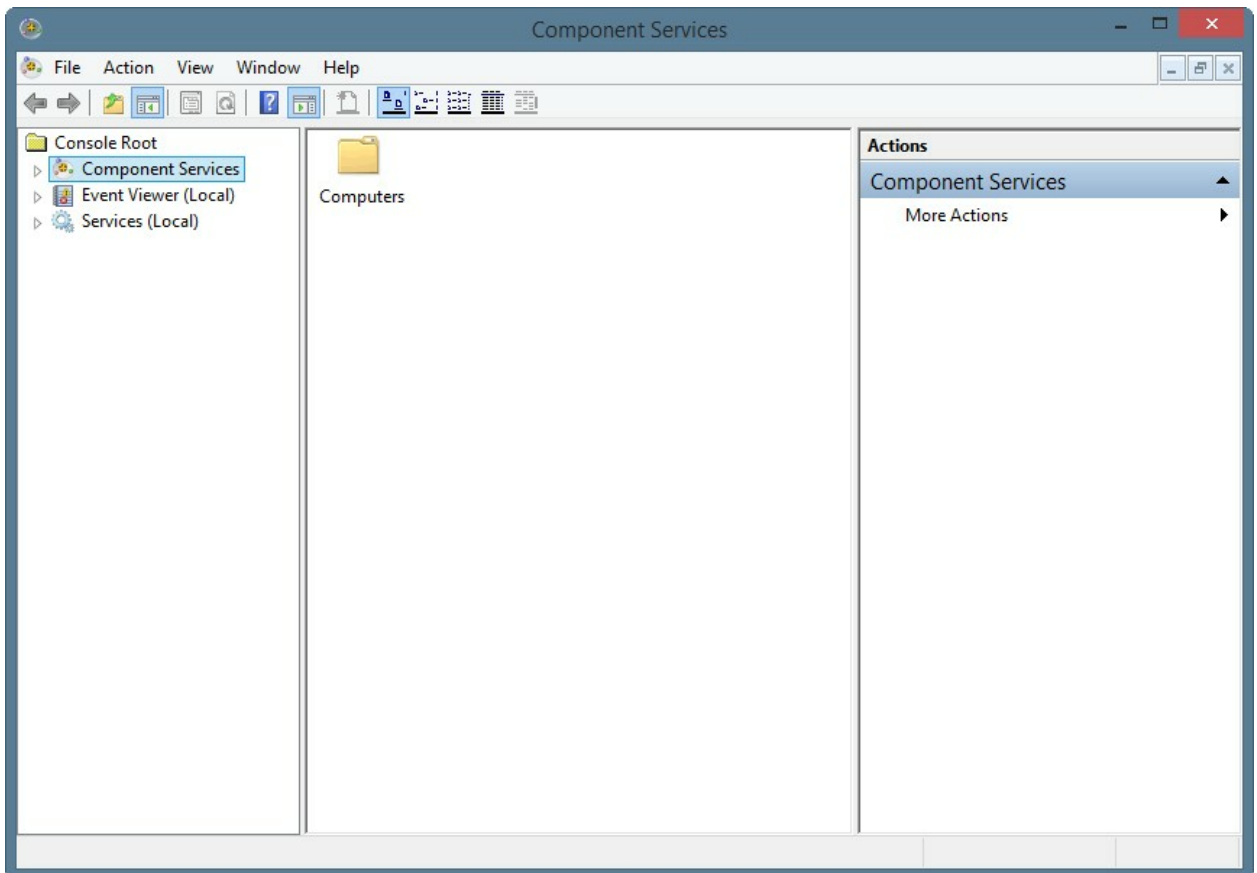 Component Services
File Action View Window Help
Console Root
Component Services
Event Viewer (Local)
Services (Local)
Computers
Actions
Component Services
More Actions